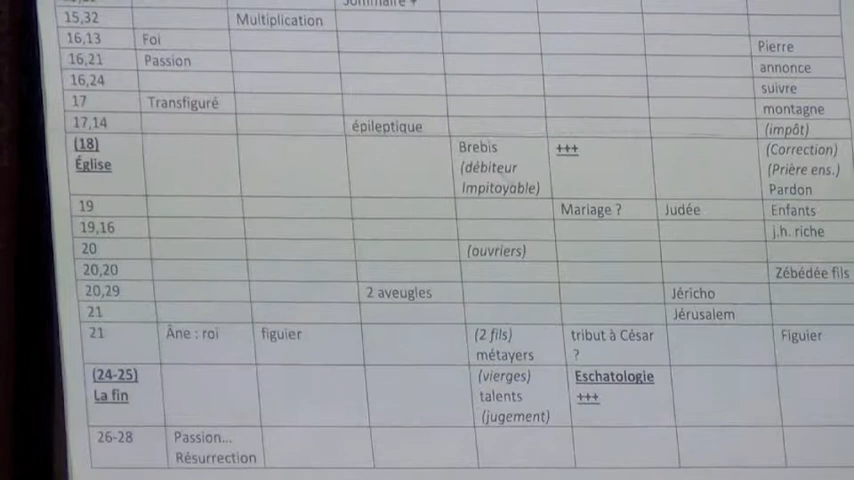 Sommaire +
15,32 Multiplication
16,13 Foi Pierre
16,21 Passion annonce
16,24 suivre
17 Transfiguré montagne
17,14 épileptique (impôt)
(18) Brebis +++ (Correction)
Église (débiteur (Prière ens.)
Impitoyable) Pardon
19 Mariage ? Judée Enfants
19,16 j.h. riche
20 (ouvriers)
20,20 Zébédée fils
20,29 2 aveugles Jéricho
21 Jérusalem
21 Âne : roi figuier (2 fils) tribut à César Figuier
métayers ?
(24-25) (vierges) Eschatologie
La fin talents +++
(jugement)
26-28 Passion...
Résurrection